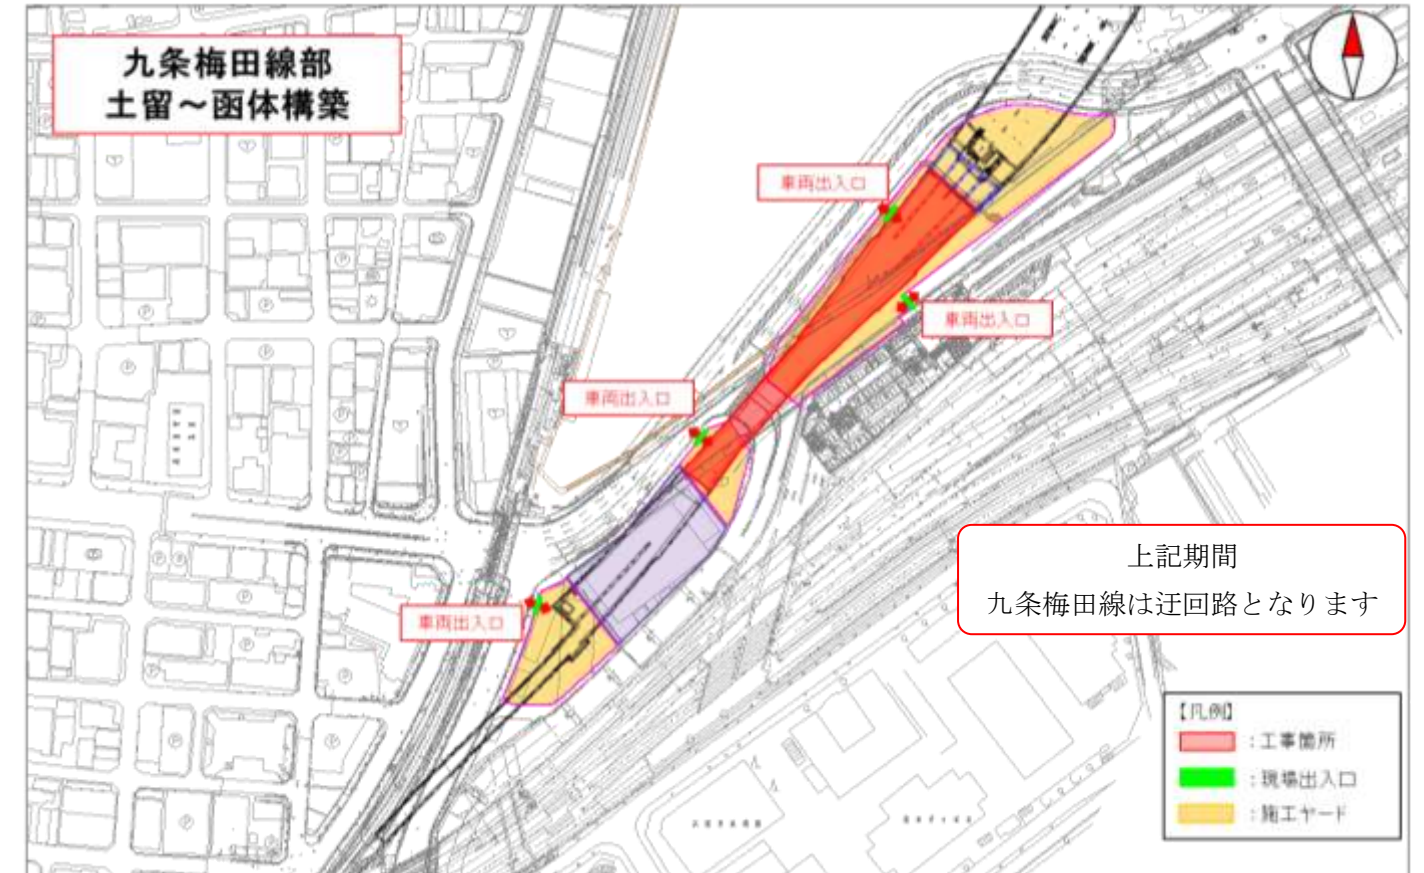 九条梅田線部
土留～函体構築
車両出入口
車両出入口
車両出入口
車両出入口
上記期間
九条梅田線は迂回路となります
【凡例】
：工事箇所
：現場出入口
：施工ヤード